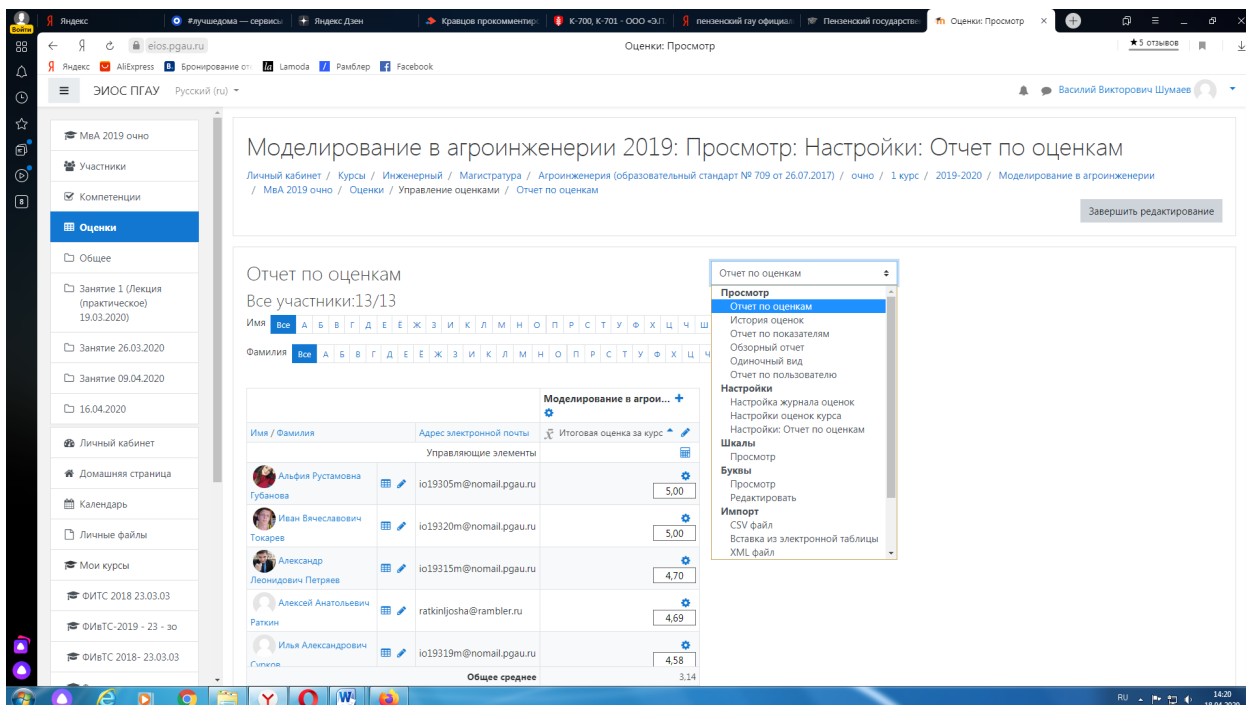 Войти
Яндекс
#лучшедома — сервисы
Яндекс Дзен
Кравцов прокомментир
К-700, К-701 - ООО «Э.П.
пензенский гау официал
Пензенский государстве
Оценки: Просмотр
eios.pgau.ru
Оценки: Просмотр
★5 отзывов
Яндекс AliExpress Бронирование от Lamoda Рамблер Facebook
ЭИОС ПГАУ Русский (ru)
Василий Викторович Шумаев
МвА 2019 очно
Участники
Компетенции
Оценки
Общее
Занятие 1 (Лекция
(практическое)
19.03.2020)
Занятие 26.03.2020
Занятие 09.04.2020
16.04.2020
Личный кабинет
Домашняя страница
Календарь
Личные файлы
Мои курсы
ФИТС 2018 23.03.03
ФИвТС-2019 - 23 - зо
ФИвТС 2018- 23.03.03
Моделирование в агроинженерии 2019: Просмотр: Настройки: Отчет по оценкам
Личный кабинет / Курсы / Инженерный / Магистратура / Агроинженерия (образовательный стандарт № 709 от 26.07.2017) / очно / 1 курс / 2019-2020 / Моделирование в агроинженерии
/ МвА 2019 очно / Оценки / Управление оценками / Отчет по оценкам
Завершить редактирование
Отчет по оценкам
Все участники:13/13
Имя Все А Б В Г Д Е Ё Ж З И К Л М Н О П Р С Т У Ф Х Ц Ч Ш
Фамилия Все А Б В Г Д Е Ё Ж З И К Л М Н О П Р С Т У Ф Х Ц Ч
Моделирование в агрои...
Имя / Фамилия Адрес электронной почты Итоговая оценка за курс
Управляющие элементы
Альфия Рустамовна
Губанова
io19305m@nomail.pgau.ru
5,00
Иван Вячеславович
Токарев
io19320m@nomail.pgau.ru
5,00
Александр
Леонидович Петряев
io19315m@nomail.pgau.ru
4,70
Алексей Анатольевич
Раткин
ratkinljosha@rambler.ru
4,69
Илья Александрович
Сурков
io19319m@nomail.pgau.ru
4,58
Общее среднее 3,14
Отчет по оценкам
Просмотр
Отчет по оценкам
История оценок
Отчет по показателям
Обзорный отчет
Одиночный вид
Отчет по пользователю
Настройки
Настройка журнала оценок
Настройки оценок курса
Настройки: Отчет по оценкам
Шкалы
Просмотр
Буквы
Просмотр
Редактировать
Импорт
CSV файл
Вставка из электронной таблицы
XML файл
RU
14:20
18.04.2020